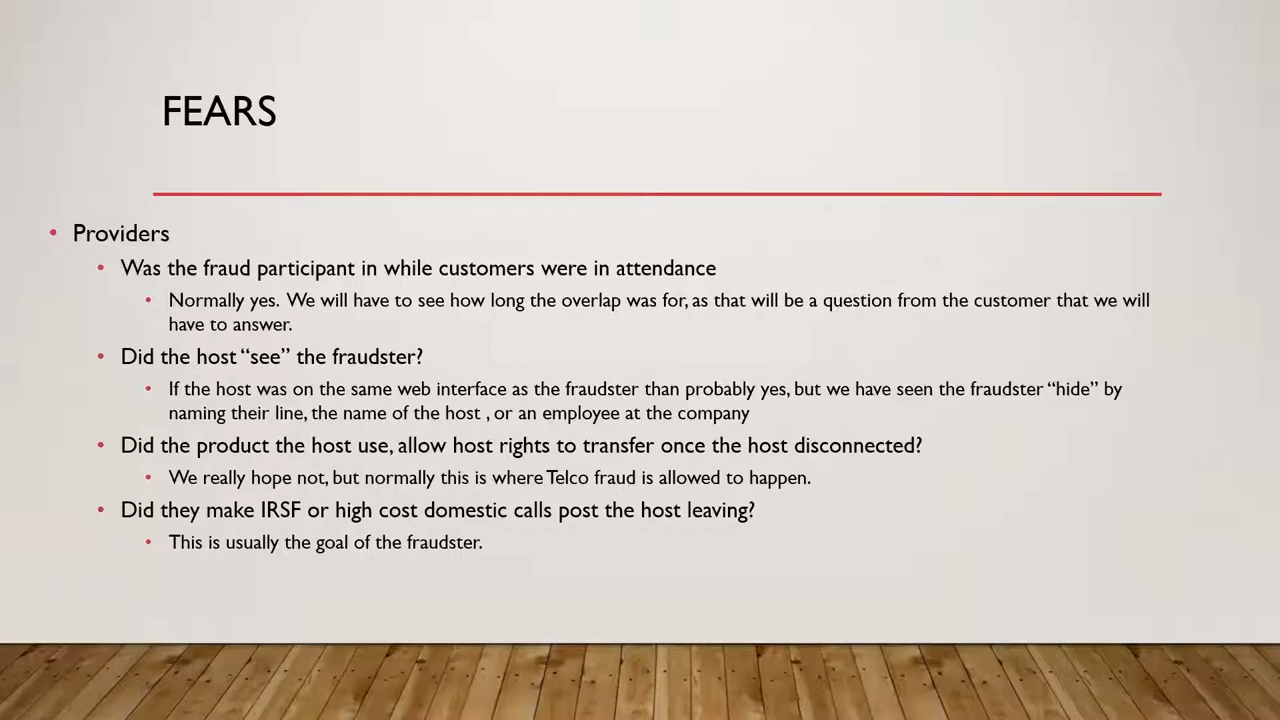 FEARS
• Providers
• Was the fraud participant in while customers were in attendance
• Normally yes. We will have to see how long the overlap was for, as that will be a question from the customer that we will
have to answer.
• Did the host “see” the fraudster?
• If the host was on the same web interface as the fraudster than probably yes, but we have seen the fraudster “hide” by
naming their line, the name of the host , or an employee at the company
• Did the product the host use, allow host rights to transfer once the host disconnected?
• We really hope not, but normally this is where Telco fraud is allowed to happen.
• Did they make IRSF or high cost domestic calls post the host leaving?
• This is usually the goal of the fraudster.